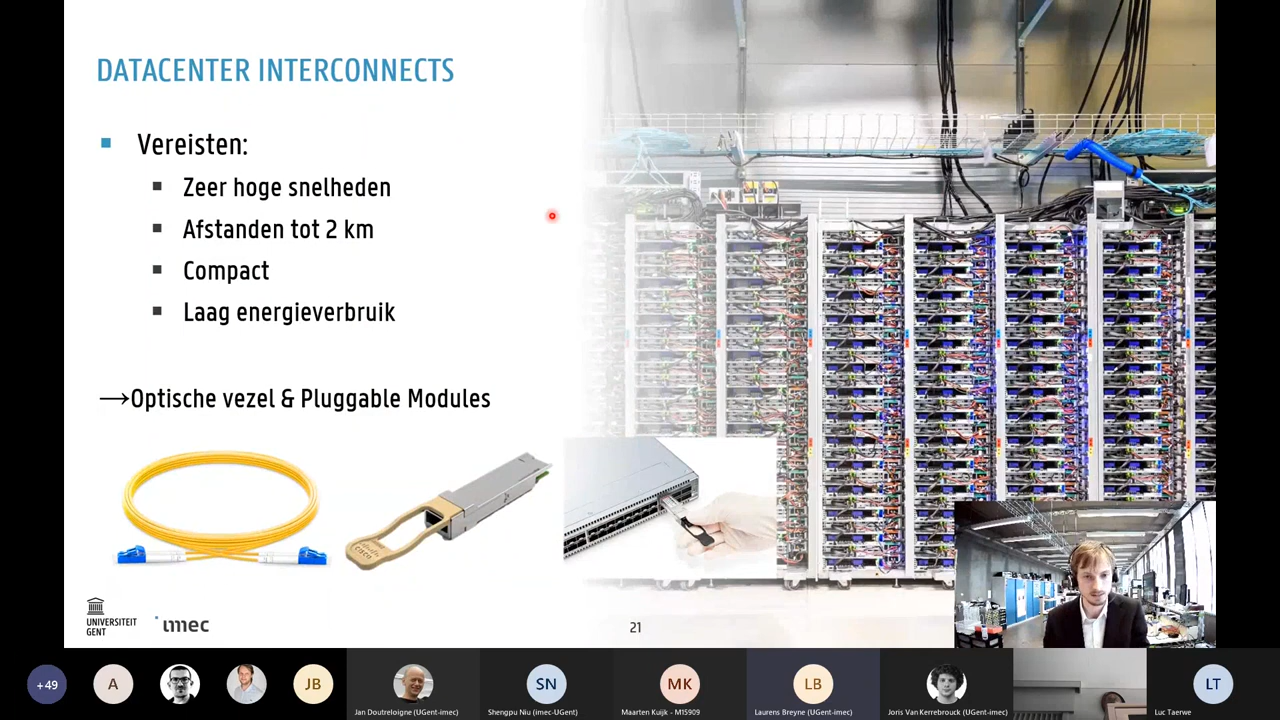 DATACENTER INTERCONNECTS
Vereisten:
Zeer hoge snelheden
Afstanden tot 2 km
Compact
Laag energieverbruik
→Optische vezel & Pluggable Modules
cisco
UNIVERSITEIT
GENT
imec
21
+49
A
JB
SN
MK
LB
LT
Jan Doutreloigne (UGent-imec)
Shengpu Niu (imec-UGent)
Maarten Kuijk - M15909
Laurens Breyne (UGent-imec)
Joris Van Kerrebrouck (UGent-imec)
Luc Taerwe